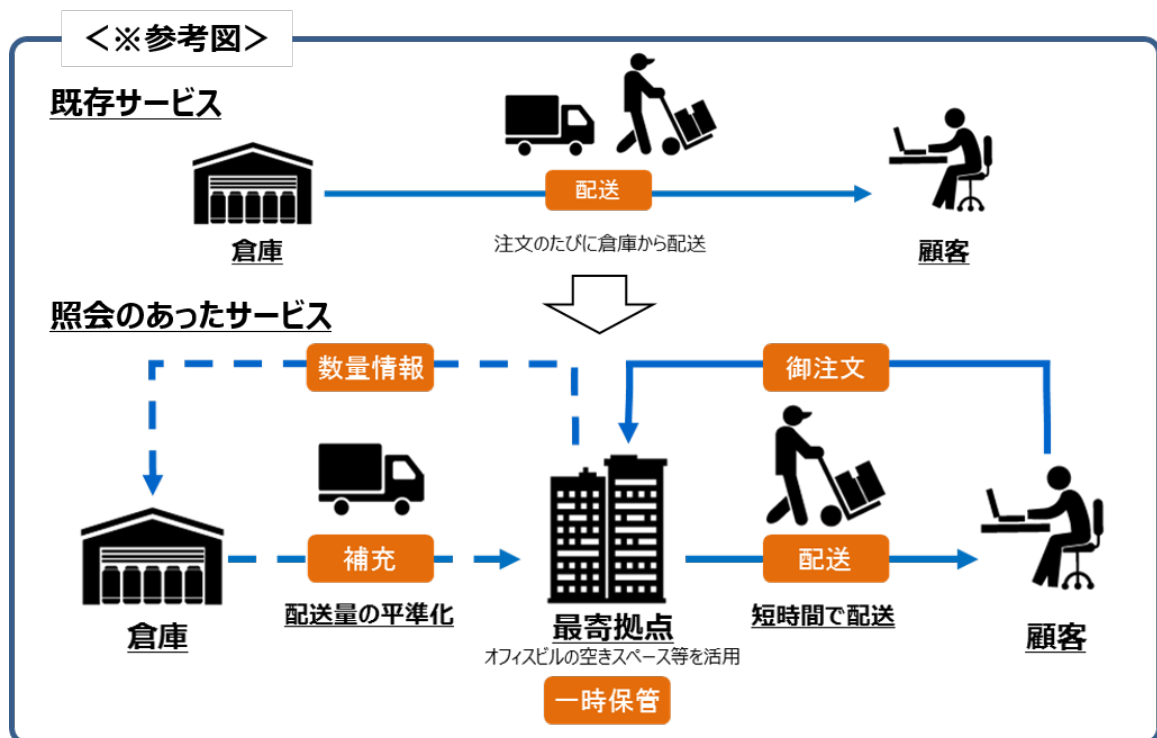 ＜※参考図＞
既存サービス
配送
注文のたびに倉庫から配送
倉庫
顧客
照会のあったサービス
数量情報
御注文
補充
配送
配送量の平準化
短時間で配送
倉庫
最寄拠点
顧客
オフィスビルの空きスペース等を活用
一時保管